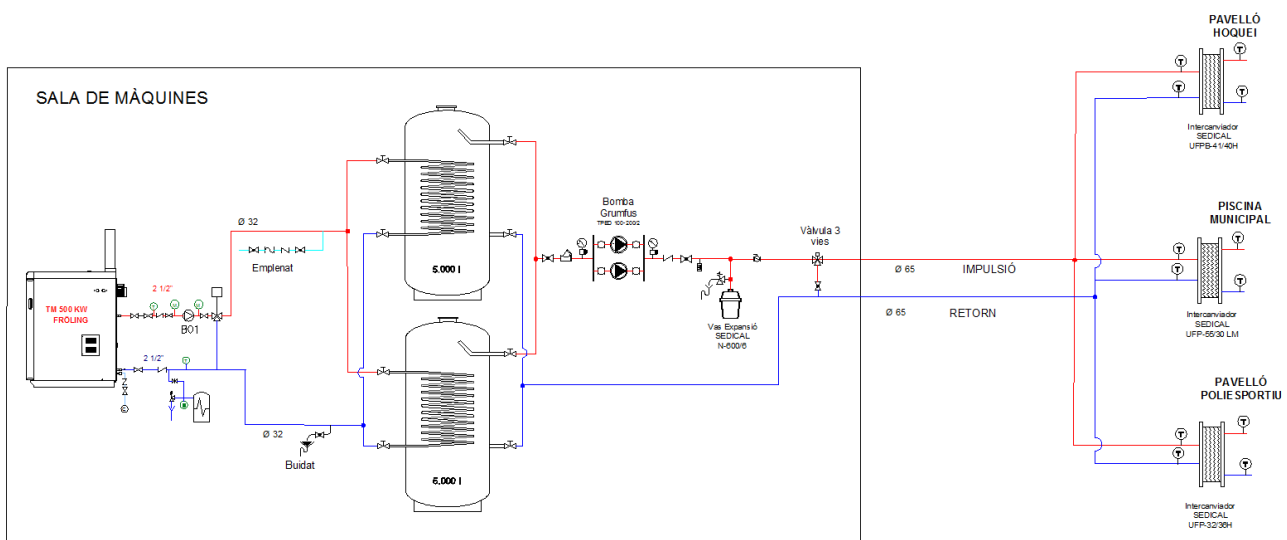 SALA DE MÀQUINES
TM 500 KW
FRÖLING
2 1/2"
B01
2 1/2"
Ø 32
Emplenat
Ø 32
Buidat
5.000 l
5.000 l
Bomba
Grumfus
Vas Expansió
SEDICAL
N-600/6
Vàlvula 3
vies
Ø 65
IMPULSIÓ
Ø 65
RETORN
PAVELLÓ
HOQUEI
T
T
T
T
Intercanviador
SEDICAL
UFPB-41/40H
PISCINA
MUNICIPAL
T
T
T
T
Intercanviador
SEDICAL
UFP-55/30 LM
PAVELLÓ
POLIESPORTIU
T
T
T
T
Intercanviador
SEDICAL
UFP-32/36H